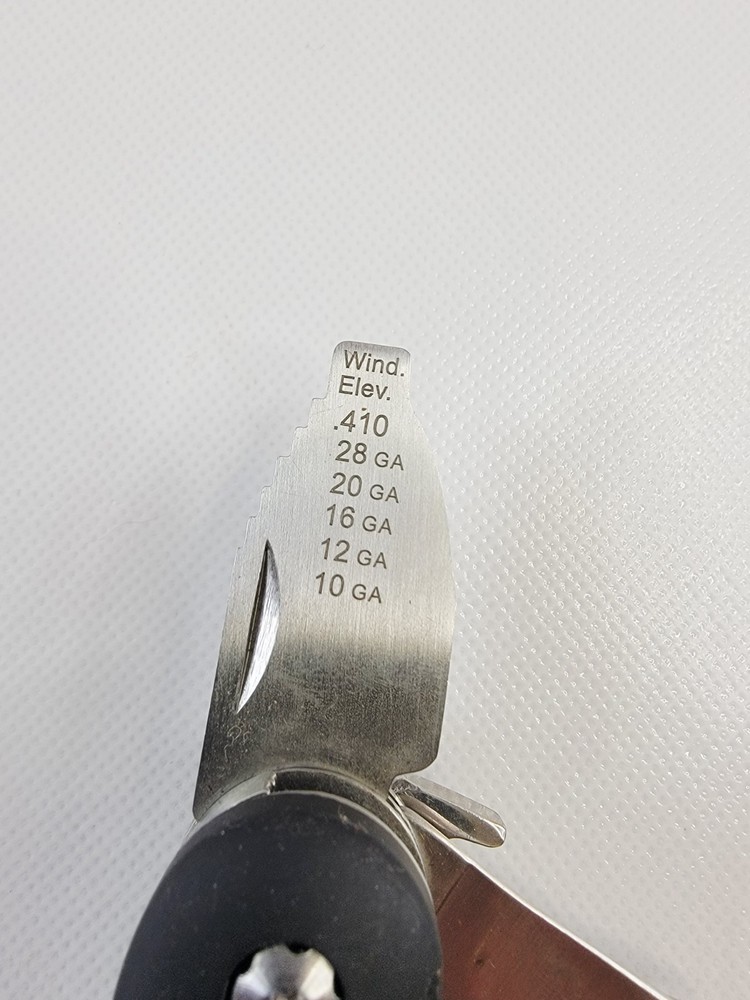 Wind.
Elev.
.410
28 GA
20 GA
16 GA
12 GA
10 GA